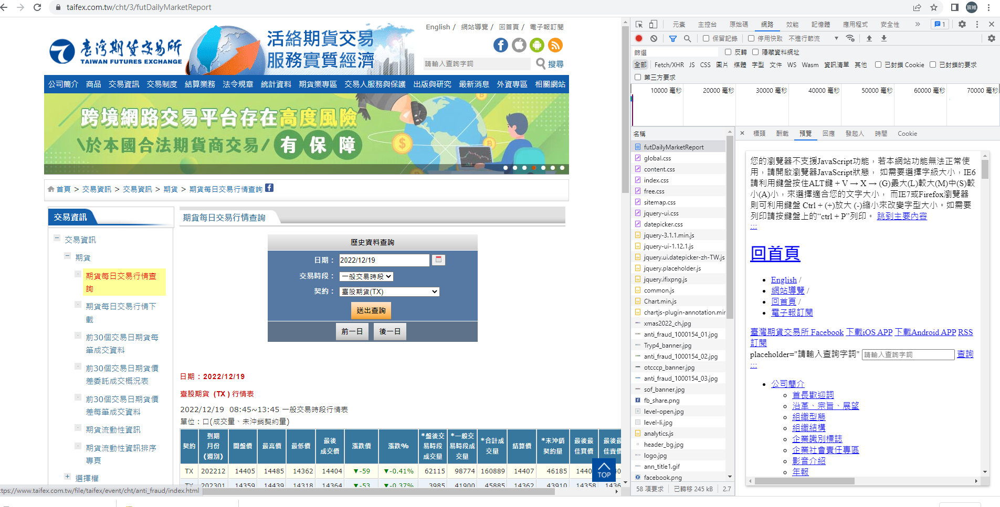 taifex.com.tw/cht/3/futDailyMarketReport
宸維
English / 網站導覽 / 回首頁 / 電子報訂閱
臺灣期貨交易所
TAIWAN FUTURES EXCHANGE
活絡期貨交易
服務實質經濟
請輸入查詢字詞
搜尋
公司簡介 商品 交易資訊 交易制度 結算業務 法令規章 統計資料 期貨業專區 交易人服務與保護 出版與研究 最新消息 外資專區 相關網站
跨境網路交易平台存在高度風險
\於本國合法期貨商交易/ 有保障
首頁 > 交易資訊 > 交易資訊 > 期貨 > 期貨每日交易行情查詢
交易資訊
交易資訊
期貨
期貨每日交易行情查
詢
期貨每日交易行情下
載
前30個交易日期貨每
筆成交資料
前30個交易日期貨價
差委託成交概況表
前30個交易日期貨價
差每筆成交資料
期貨流動性資訊
期貨流動性資訊排序
專頁
選擇權
期貨每日交易行情查詢
歷史資料查詢
日期： 2022/12/19
交易時段： 一般交易時段
契約： 臺股期貨(TX)
送出查詢
前一日 後一日
日期：2022/12/19
臺股期貨 (TX ) 行情表
2022/12/19 08:45~13:45 一般交易時段行情表
單位：口(成交量、未沖銷契約量)
契約 到期月份(週別) 開盤價 最高價 最低價 最後成交價 漲跌價 漲跌% *盤後交易時段成交量 *一般交易時段成交量 *合計成交量 結算價 *未沖銷契約量 最後最佳買價 最後最佳賣價
TX 202212 14405 14485 14362 14404 ▼-59 ▼-0.41% 62115 98774 160889 14407 46185
TX 202301 14359 14439 14318 14364 ▼-53 ▼-0.37% 3985 41900 45885 14362 43910 14358
TOP
ttps://www.taifex.com.tw/file/taifex/event/cht/anti_fraud/index.html
元素 主控台 原始碼 網路 效能 記憶體 應用程式 安全性 » 1
保留記錄 停用快取 不進行節流
篩選 反轉 隱藏資料網址
全部 Fetch/XHR JS CSS 圖片 媒體 字型 文件 WS Wasm 資訊清單 其他 已封鎖 Cookie 已封鎖的要求
第三方要求
10000 毫秒 20000 毫秒 30000 毫秒 40000 毫秒 50000 毫秒 60000 毫秒 70000 毫秒
名稱
futDailyMarketReport
global.css
content.css
index.css
free.css
sitemap.css
jquery-ui.css
datepicker.css
jquery-3.1.1.min.js
jquery-ui-1.12.1.js
jquery.ui.datepicker-zh-TW.js
jquery.placeholder.js
jquery.ifixpng.js
common.js
Chart.min.js
chartjs-plugin-annotation.min
xmas2022_ch.jpg
anti_fraud_1000154_01.jpg
Tryp4_banner.jpg
anti_fraud_1000154_02.jpg
otcccp_banner.jpg
anti_fraud_1000154_03.jpg
sof_banner.jpg
fb_share.png
level-open.jpg
level-li.jpg
analytics.js
header_bg.jpg
logo.jpg
ann_title1.gif
facebook.png
58 項要求 已轉移 245 kB 2.7
標頭 酬載 預覽 回應 發起人 時間 Cookie
您的瀏覽器不支援JavaScript功能，若本網站功能無法正常使
用，請開啟瀏覽器JavaScript狀態， 如需要選擇字級大小，IE6
請利用鍵盤按住ALT鍵 + V → X → (G)最大(L)較大(M)中(S)較
小(A)小，來選擇適合您的文字大小， 而IE7或Firefox瀏覽器
則可利用鍵盤 Ctrl + (+)放大 (-)縮小來改變字型大小。如需要
列印請按鍵盤上的“ctrl + P”列印。 跳到主要內容
:::
回首頁
English /
網站導覽 /
回首頁 /
電子報訂閱
臺灣期貨交易所 Facebook 下載iOS APP 下載Android APP RSS
訂閱
placeholder="請輸入查詢字詞" 請輸入查詢字詞 查詢
:::
公司簡介
首長歡迎詞
沿革、宗旨、展望
組織型態
組織結構
企業識別標誌
企業社會責任專區
影音介紹
年報